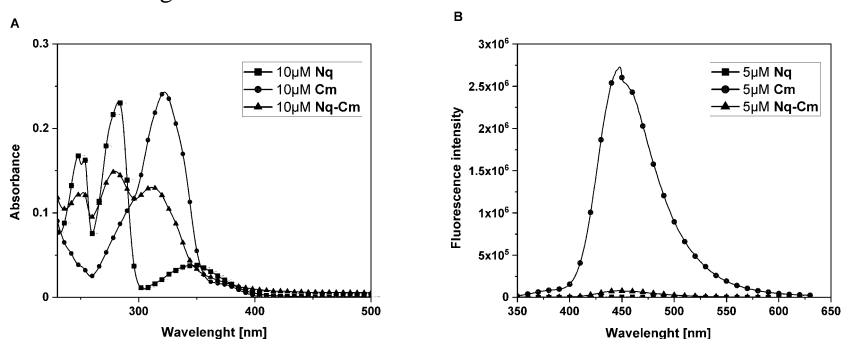 A
0.3
0.2
0.1
0
300
400
500
Absorbance
Wavelenght [nm]
10µM Nq
10µM Cm
10µM Nq-Cm
B
3x10⁶
2.5x10⁶
2x10⁶
1.5x10⁶
1x10⁶
5x10⁵
0
350
400
450
500
550
600
650
Fluorescence intensity
Wavelenght [nm]
5µM Nq
5µM Cm
5µM Nq-Cm